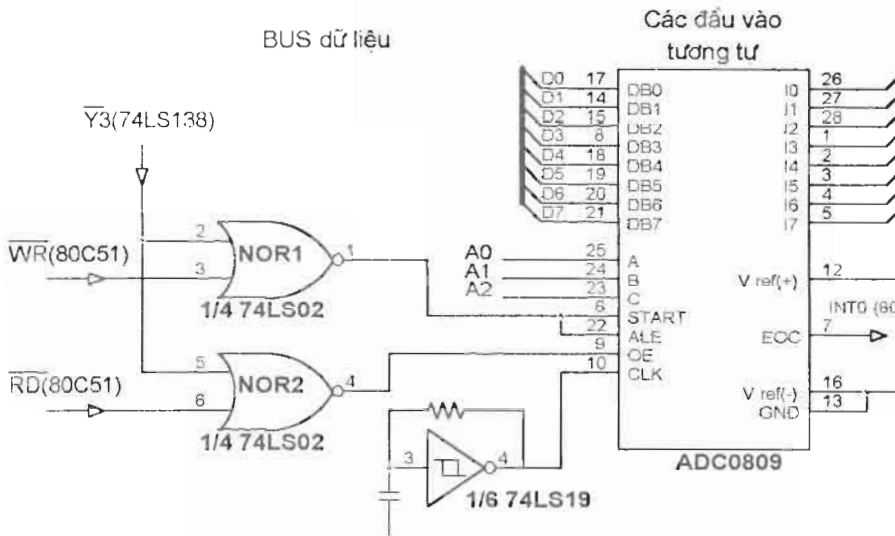 BUS dữ liệu
Các đầu vào
tương tự
Y3(74LS138)
WR(80C51)
2
3
NOR1
1
1/4 74LS02
RD(80C51)
5
6
NOR2
4
1/4 74LS02
3
4
1/6 74LS19
D0 17 DB0
D1 14 DB1
D2 15 DB2
D3 8 DB3
D4 18 DB4
D5 19 DB5
D6 20 DB6
D7 21 DB7
A0 25 A
A1 24 B
A2 23 C
6 START
22 ALE
9 OE
10 CLK
I0 26
I1 27
I2 28
I3 1
I4 2
I5 3
I6 4
I7 5
V ref(+) 12
INT0 (80
EOC 7
V ref(-) 16
GND 13
ADC0809